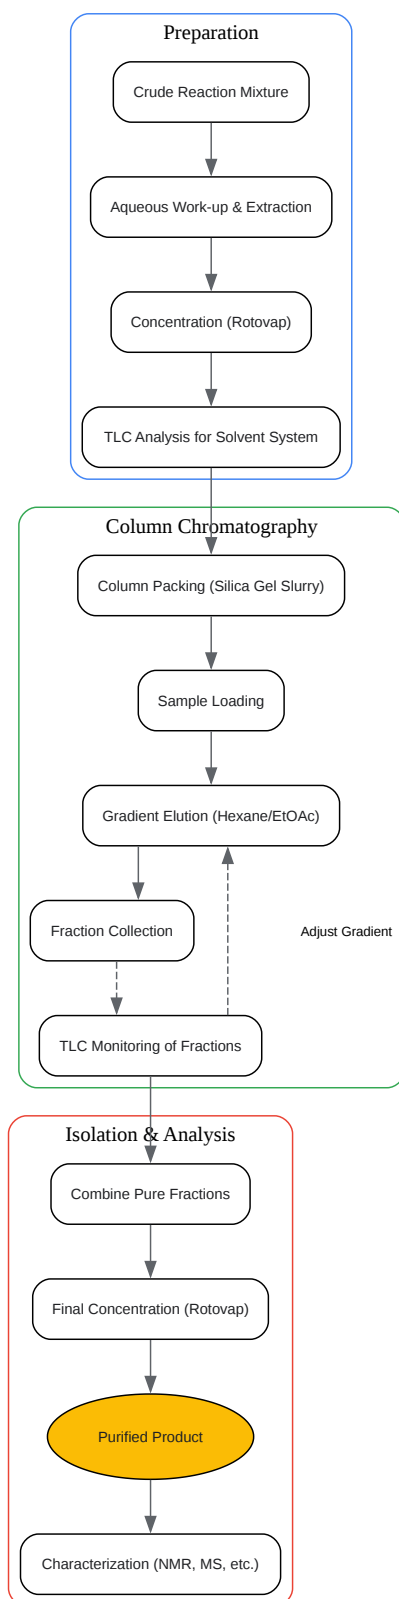 Preparation
Crude Reaction Mixture
Aqueous Work-up & Extraction
Concentration (Rotovap)
TLC Analysis for Solvent System
Column Chromatography
Column Packing (Silica Gel Slurry)
Sample Loading
Gradient Elution (Hexane/EtOAc)
Fraction Collection
Adjust Gradient
TLC Monitoring of Fractions
Isolation & Analysis
Combine Pure Fractions
Final Concentration (Rotovap)
Purified Product
Characterization (NMR, MS, etc.)